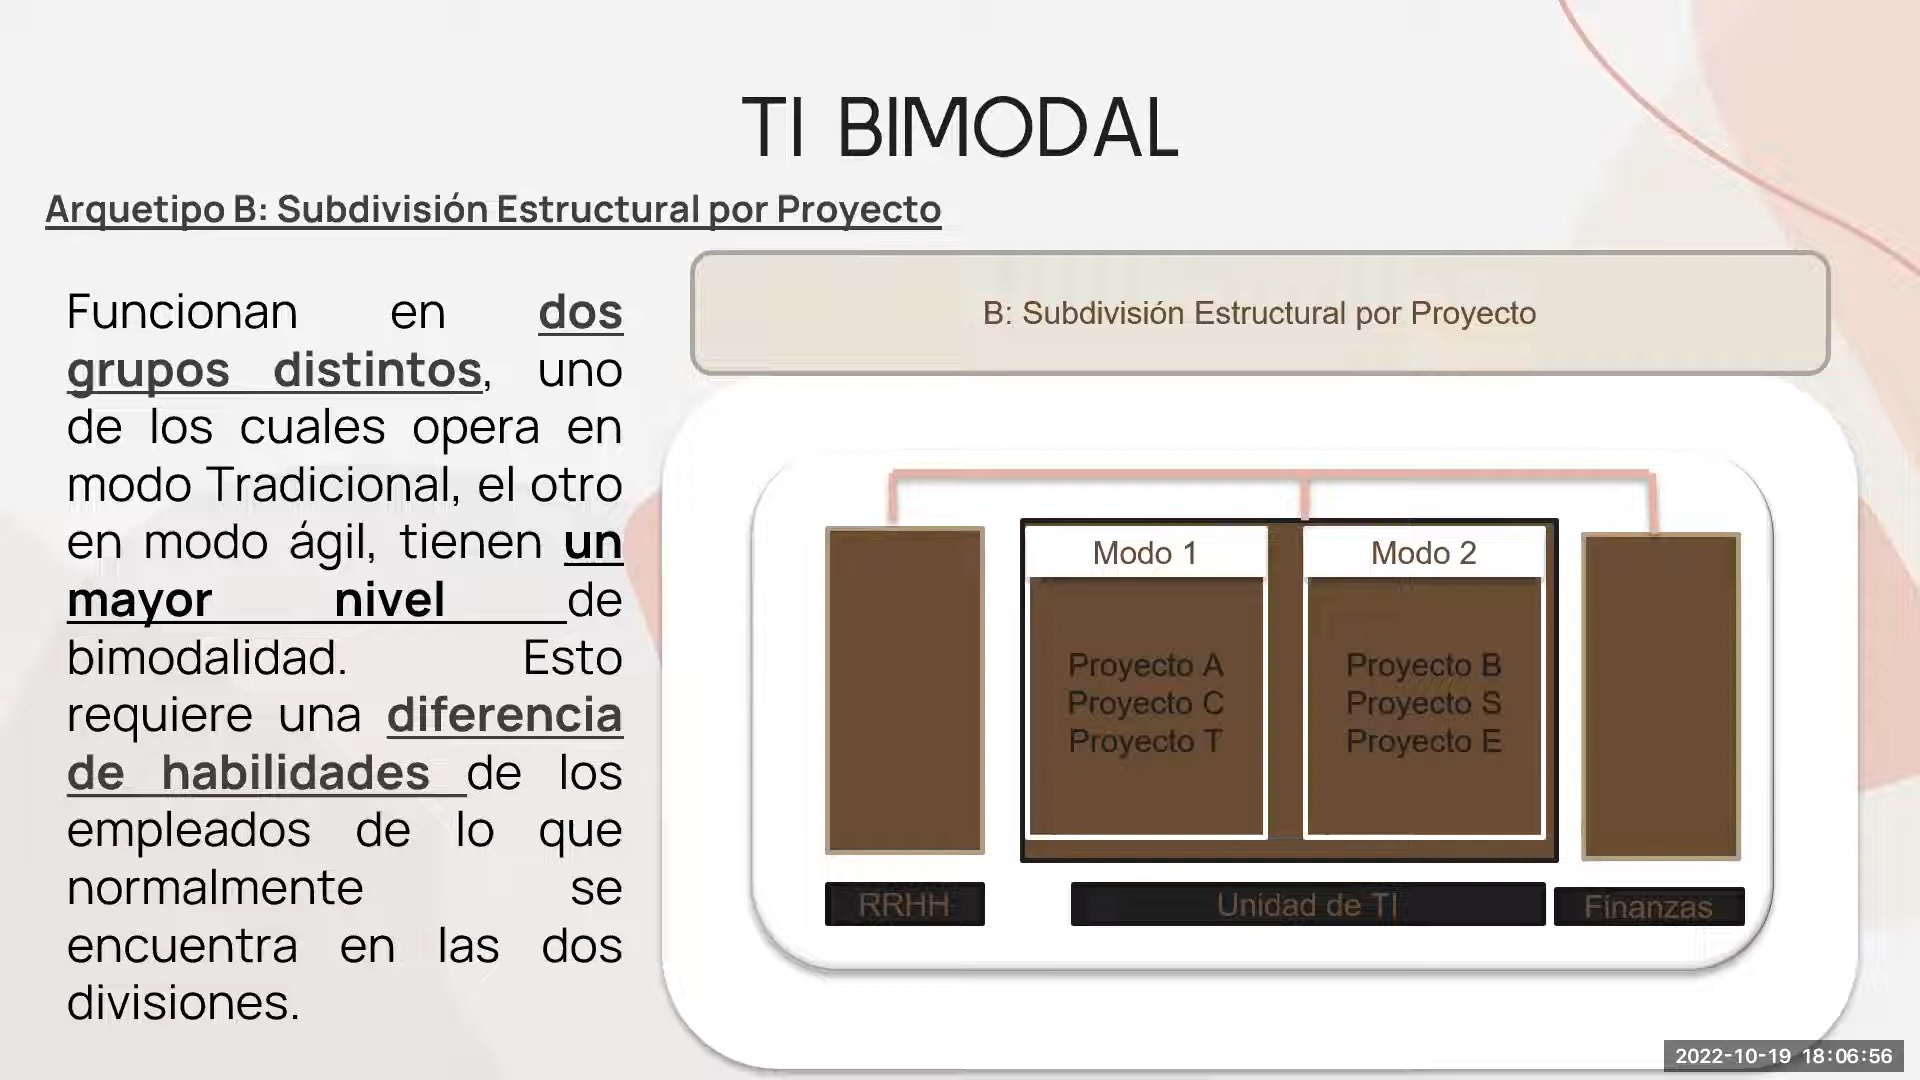 TI BIMODAL
Arquetipo B: Subdivisión Estructural por Proyecto
Funcionan en dos
grupos distintos, uno
de los cuales opera en
modo Tradicional, el otro
en modo ágil, tienen un
mayor nivel de
bimodalidad. Esto
requiere una diferencia
de habilidades de los
empleados de lo que
normalmente se
encuentra en las dos
divisiones.
B: Subdivisión Estructural por Proyecto
Modo 1
Proyecto A
Proyecto C
Proyecto T
Modo 2
Proyecto B
Proyecto S
Proyecto E
RRHH
Unidad de TI
Finanzas
2022-10-19 18:06:56